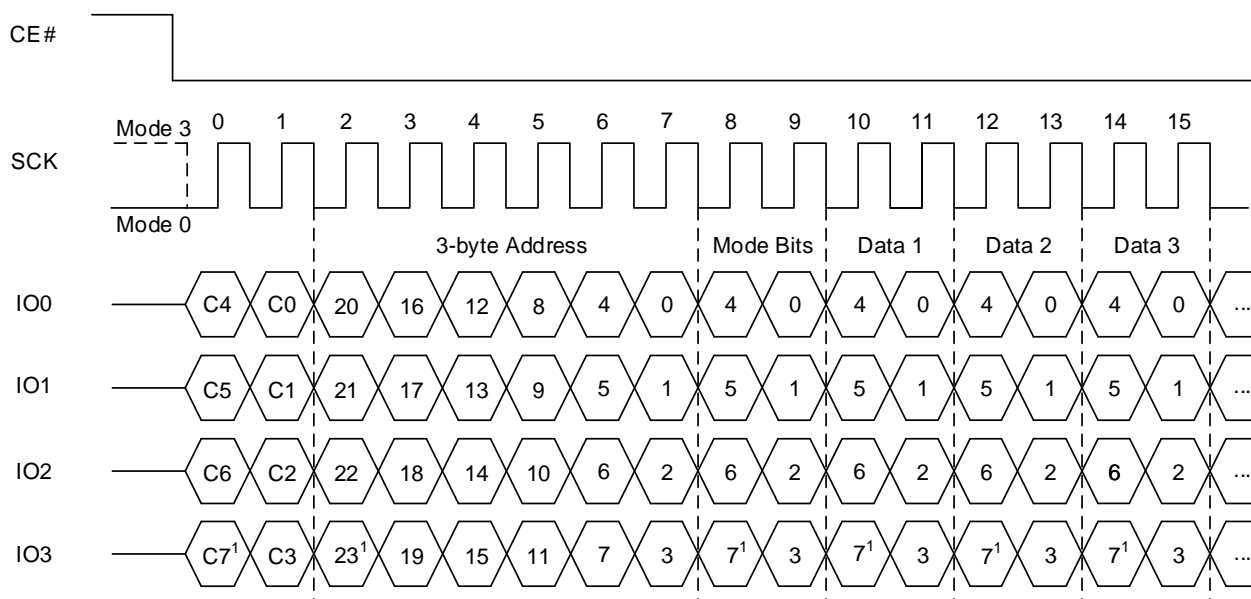 CE#
Mode 3 0 1 2 3 4 5 6 7 8 9 10 11 12 13 14 15
SCK
Mode 0
3-byte Address Mode Bits Data 1 Data 2 Data 3
IO0 C4 C0 20 16 12 8 4 0 4 0 4 0 4 0 4 0 ...
IO1 C5 C1 21 17 13 9 5 1 5 1 5 1 5 1 5 1 ...
IO2 C6 C2 22 18 14 10 6 2 6 2 6 2 6 2 6 2 ...
IO3 C7¹ C3 23¹ 19 15 11 7 3 7¹ 3 7¹ 3 7¹ 3 7¹ 3 ...